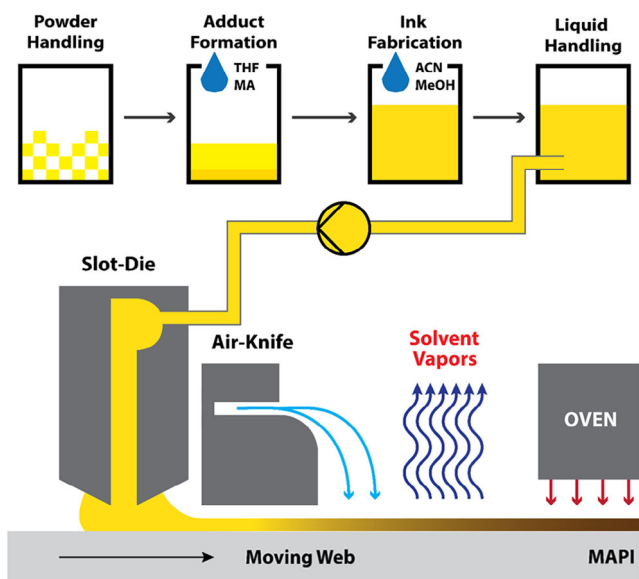 Powder
Handling
Adduct
Formation
Ink
Fabrication
Liquid
Handling
THF
MA
ACN
MeOH
Slot-Die
Air-Knife
Solvent
Vapors
OVEN
Moving Web
MAPI